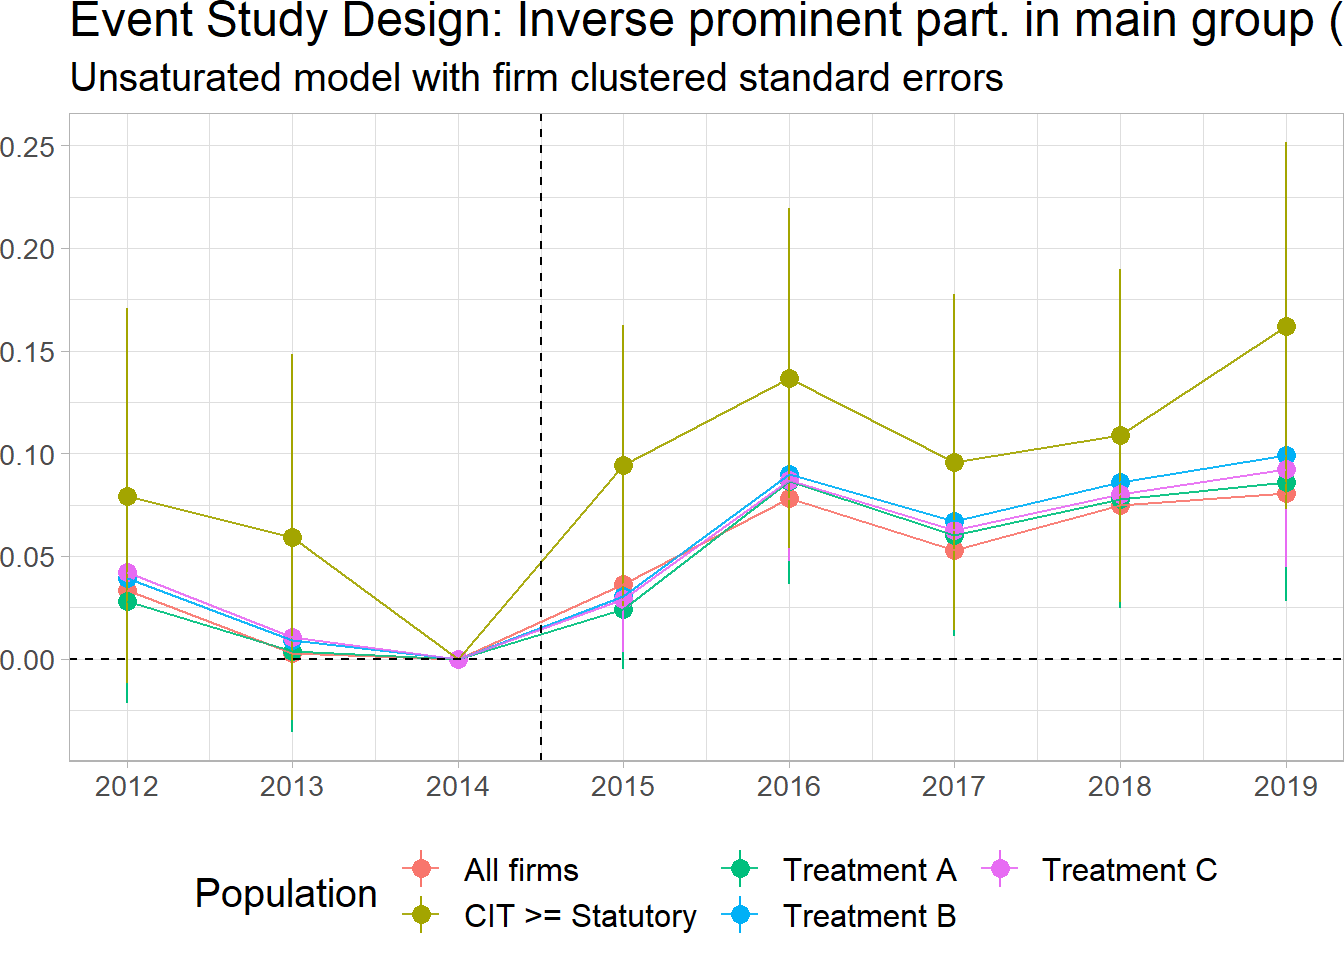 Event Study Design: Inverse prominent part. in main group (
Unsaturated model with firm clustered standard errors
0.25
0.20
0.15
0.10
0.05
0.00
2012 2013 2014 2015 2016 2017 2018 2019
Population
All firms
CIT >= Statutory
Treatment A
Treatment B
Treatment C